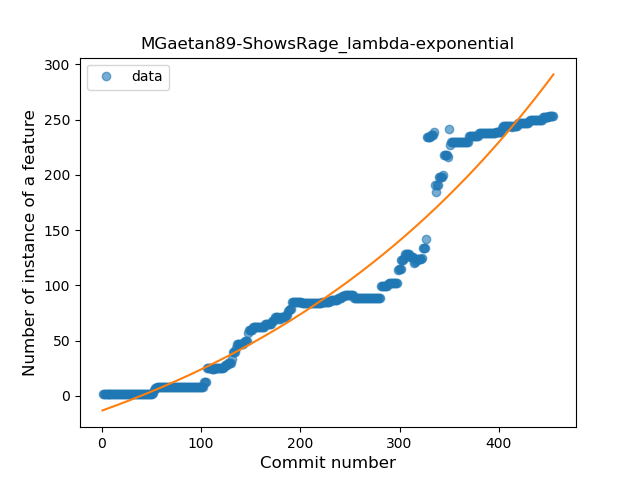 MGaetan89-ShowsRage_lambda-exponential
data
Number of instance of a feature
300
250
200
150
100
50
0
0 100 200 300 400
Commit number